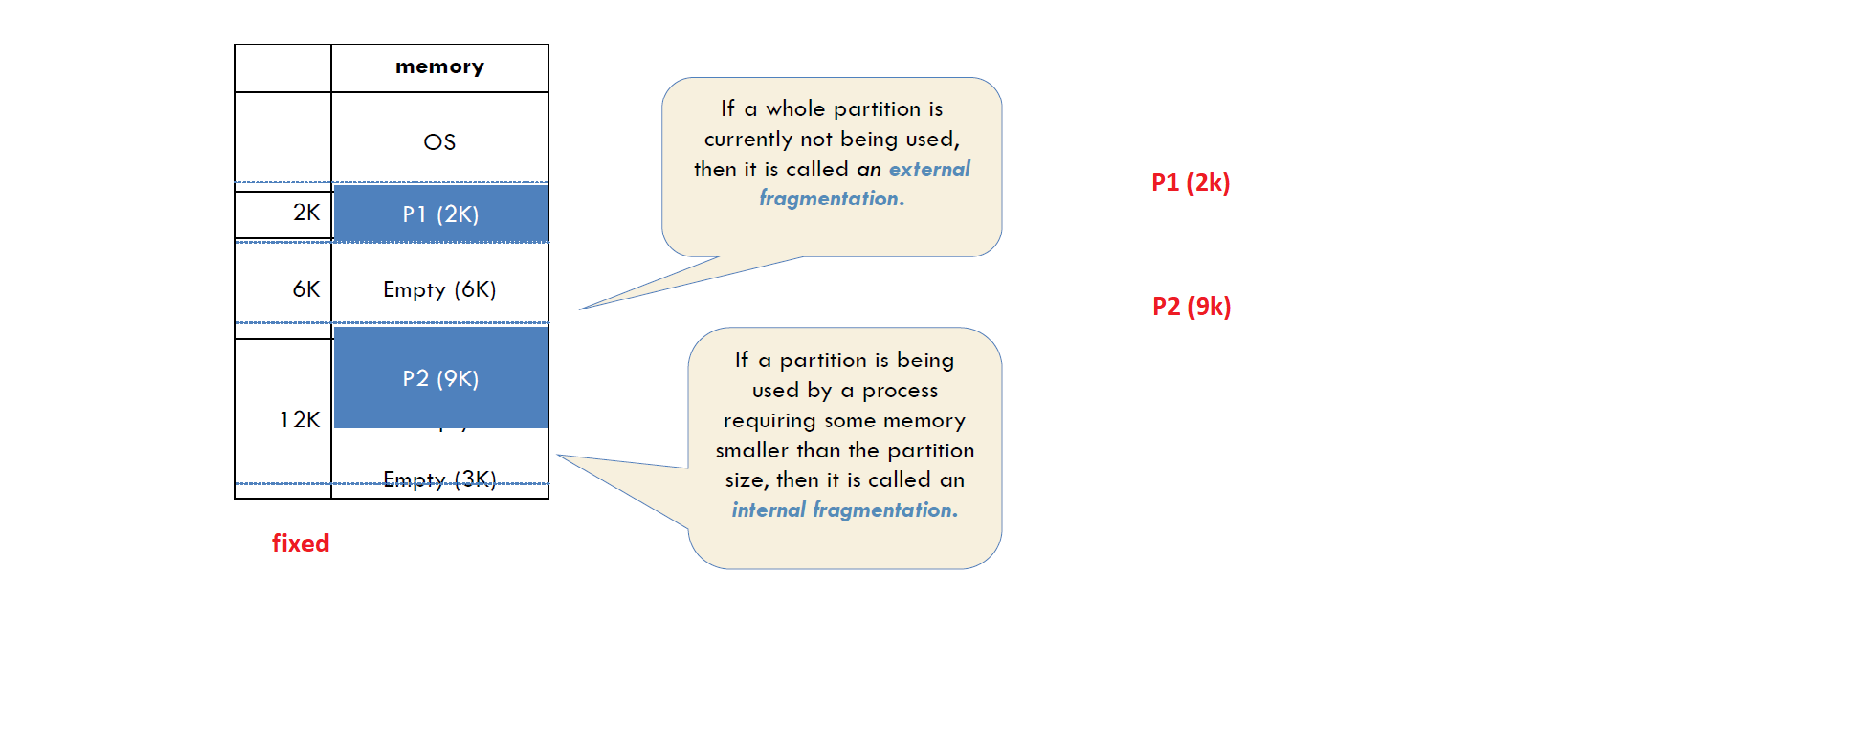 memory
OS
2K
P1 (2K)
6K
Empty (6K)
P2 (9K)
12K
Empty (3K)
fixed
If a whole partition is
currently not being used,
then it is called an external
fragmentation.
If a partition is being
used by a process
requiring some memory
smaller than the partition
size, then it is called an
internal fragmentation.
P1 (2k)
P2 (9k)